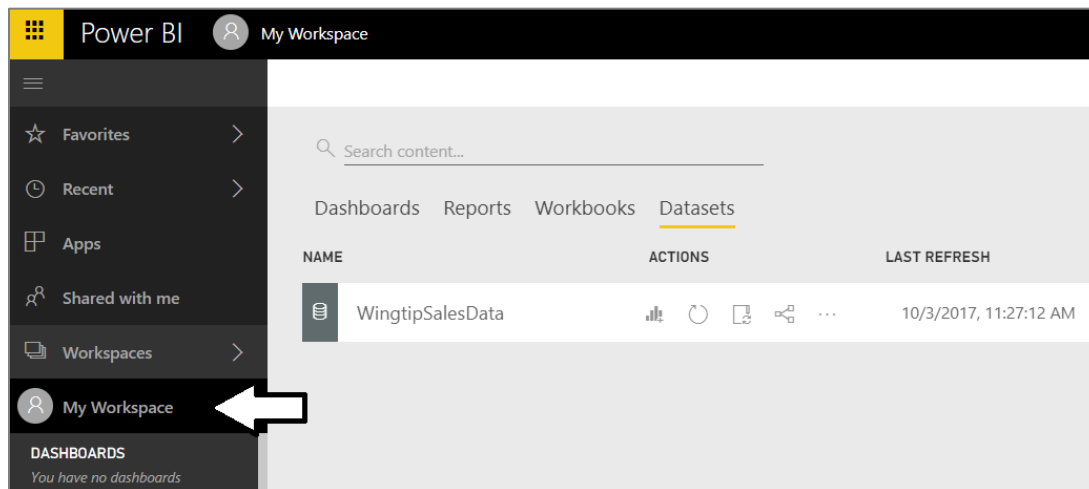 Power BI My Workspace
Favorites
Recent
Apps
Shared with me
Workspaces
My Workspace
DASHBOARDS
You have no dashboards
Search content...
Dashboards Reports Workbooks Datasets
NAME ACTIONS LAST REFRESH
WingtipSalesData ... 10/3/2017, 11:27:12 AM